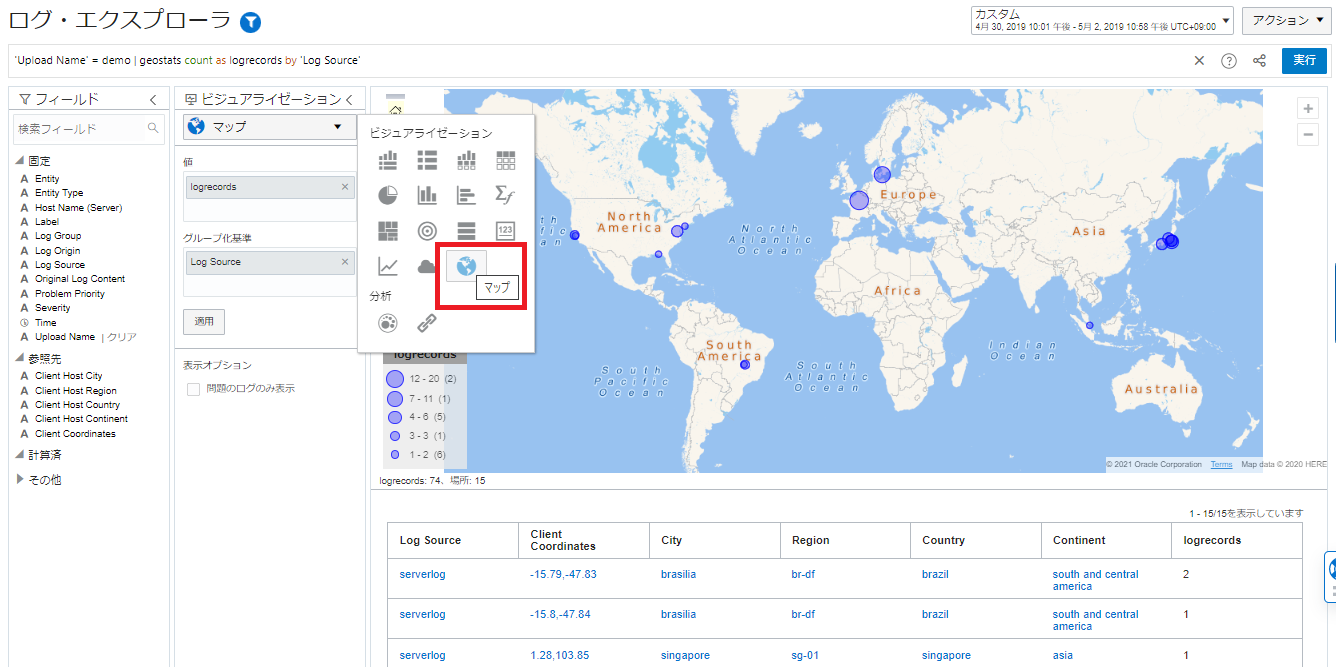 ログ・エクスプローラ
カスタム
4月 30, 2019 10:01 午後 - 5月 2, 2019 10:58 午後 UTC+09:00
アクション
'Upload Name' = demo | geostats count as logrecords by 'Log Source'
実行
フィールド
検索フィールド
固定
Entity
Entity Type
Host Name (Server)
Label
Log Group
Log Origin
Log Source
Original Log Content
Problem Priority
Severity
Time
Upload Name | クリア
参照先
Client Host City
Client Host Region
Client Host Country
Client Host Continent
Client Coordinates
計算済
その他
ビジュアライゼーション
マップ
値
logrecords
グループ化基準
Log Source
適用
表示オプション
問題のログのみ表示
ビジュアライゼーション
123
マップ
分析
North
America
North
Atlantic
Ocean
Europe
Asia
Africa
South
America
South
Pacific
Ocean
South
Atlantic
Ocean
Indian
Ocean
Australia
logrecords
12 - 20 (2)
7 - 11 (1)
4 - 6 (5)
3 - 3 (1)
1 - 2 (6)
© 2021 Oracle Corporation Terms Map data © 2020 HERE
logrecords: 74、場所: 15
1 - 15/15を表示しています
Log Source Client Coordinates City Region Country Continent logrecords
serverlog -15.79,-47.83 brasilia br-df brazil south and central america 2
serverlog -15.8,-47.84 brasilia br-df brazil south and central america 1
serverlog 1.28,103.85 singapore sg-01 singapore asia 1